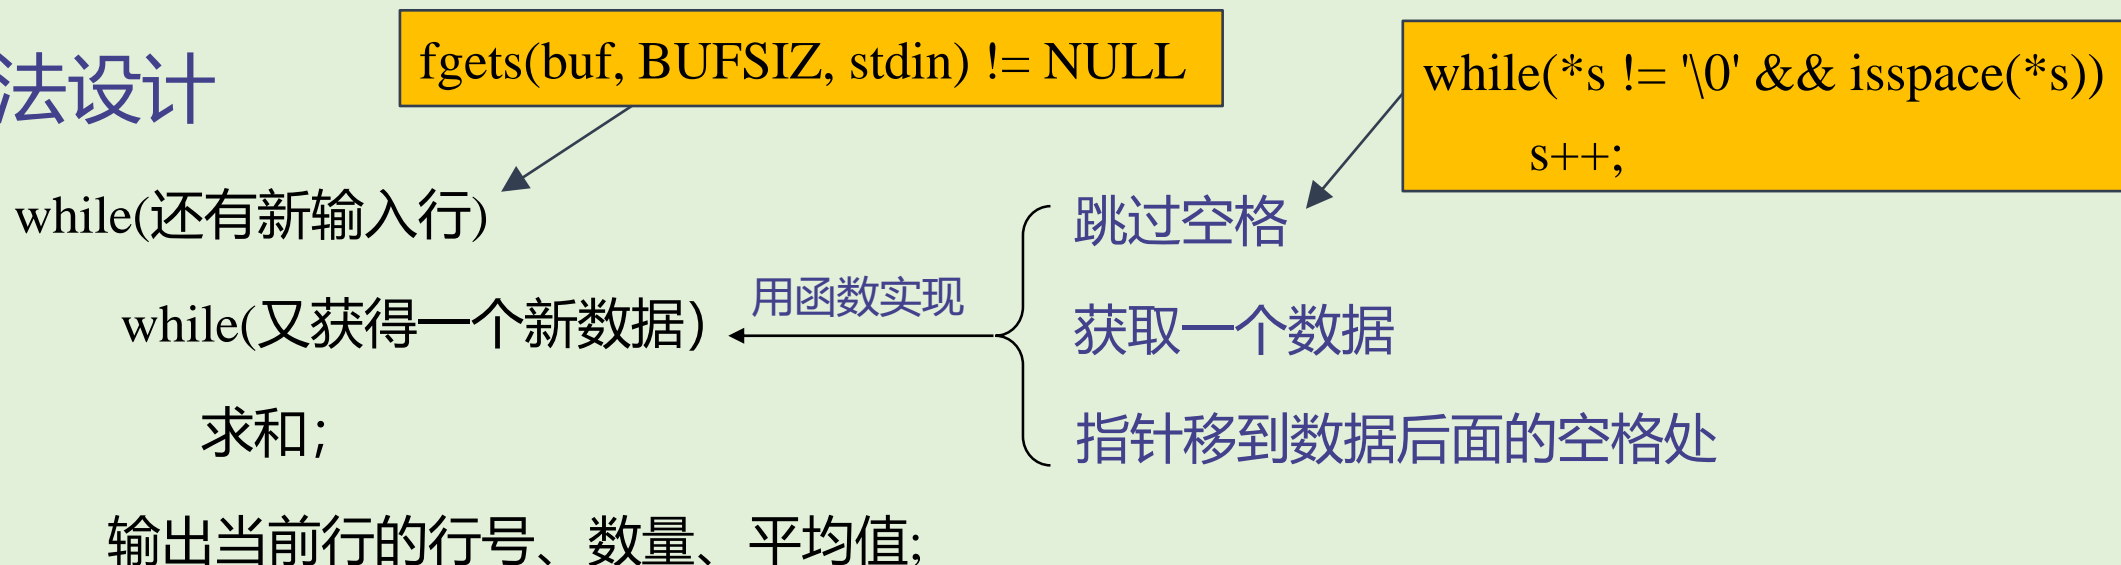 法设计
fgets(buf, BUFSIZ, stdin) != NULL
while(*s != '\0' && isspace(*s))
s++;
while(还有新输入行)
跳过空格
while(又获得一个新数据)
用函数实现
获取一个数据
求和;
指针移到数据后面的空格处
输出当前行的行号、数量、平均值;